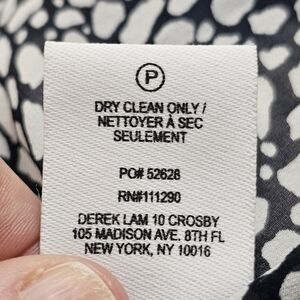 P
DRY CLEAN ONLY /
NETTOYER À SEC
SEULEMENT
PO# 52628
RN#111290
DEREK LAM 10 CROSBY
105 MADISON AVE. 8TH FL
NEW YORK, NY 10016